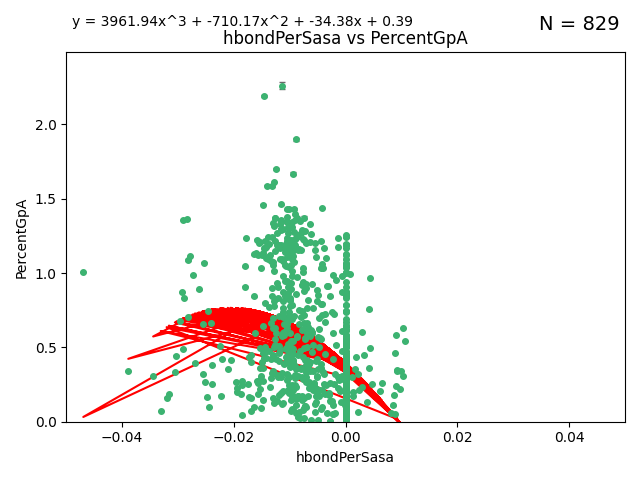 y = 3961.94x^3 + -710.17x^2 + -34.38x + 0.39
N = 829
hbondPerSasa vs PercentGpA
PercentGpA
2.0
1.5
1.0
0.5
0.0
−0.04 −0.02 0.00 0.02 0.04
hbondPerSasa